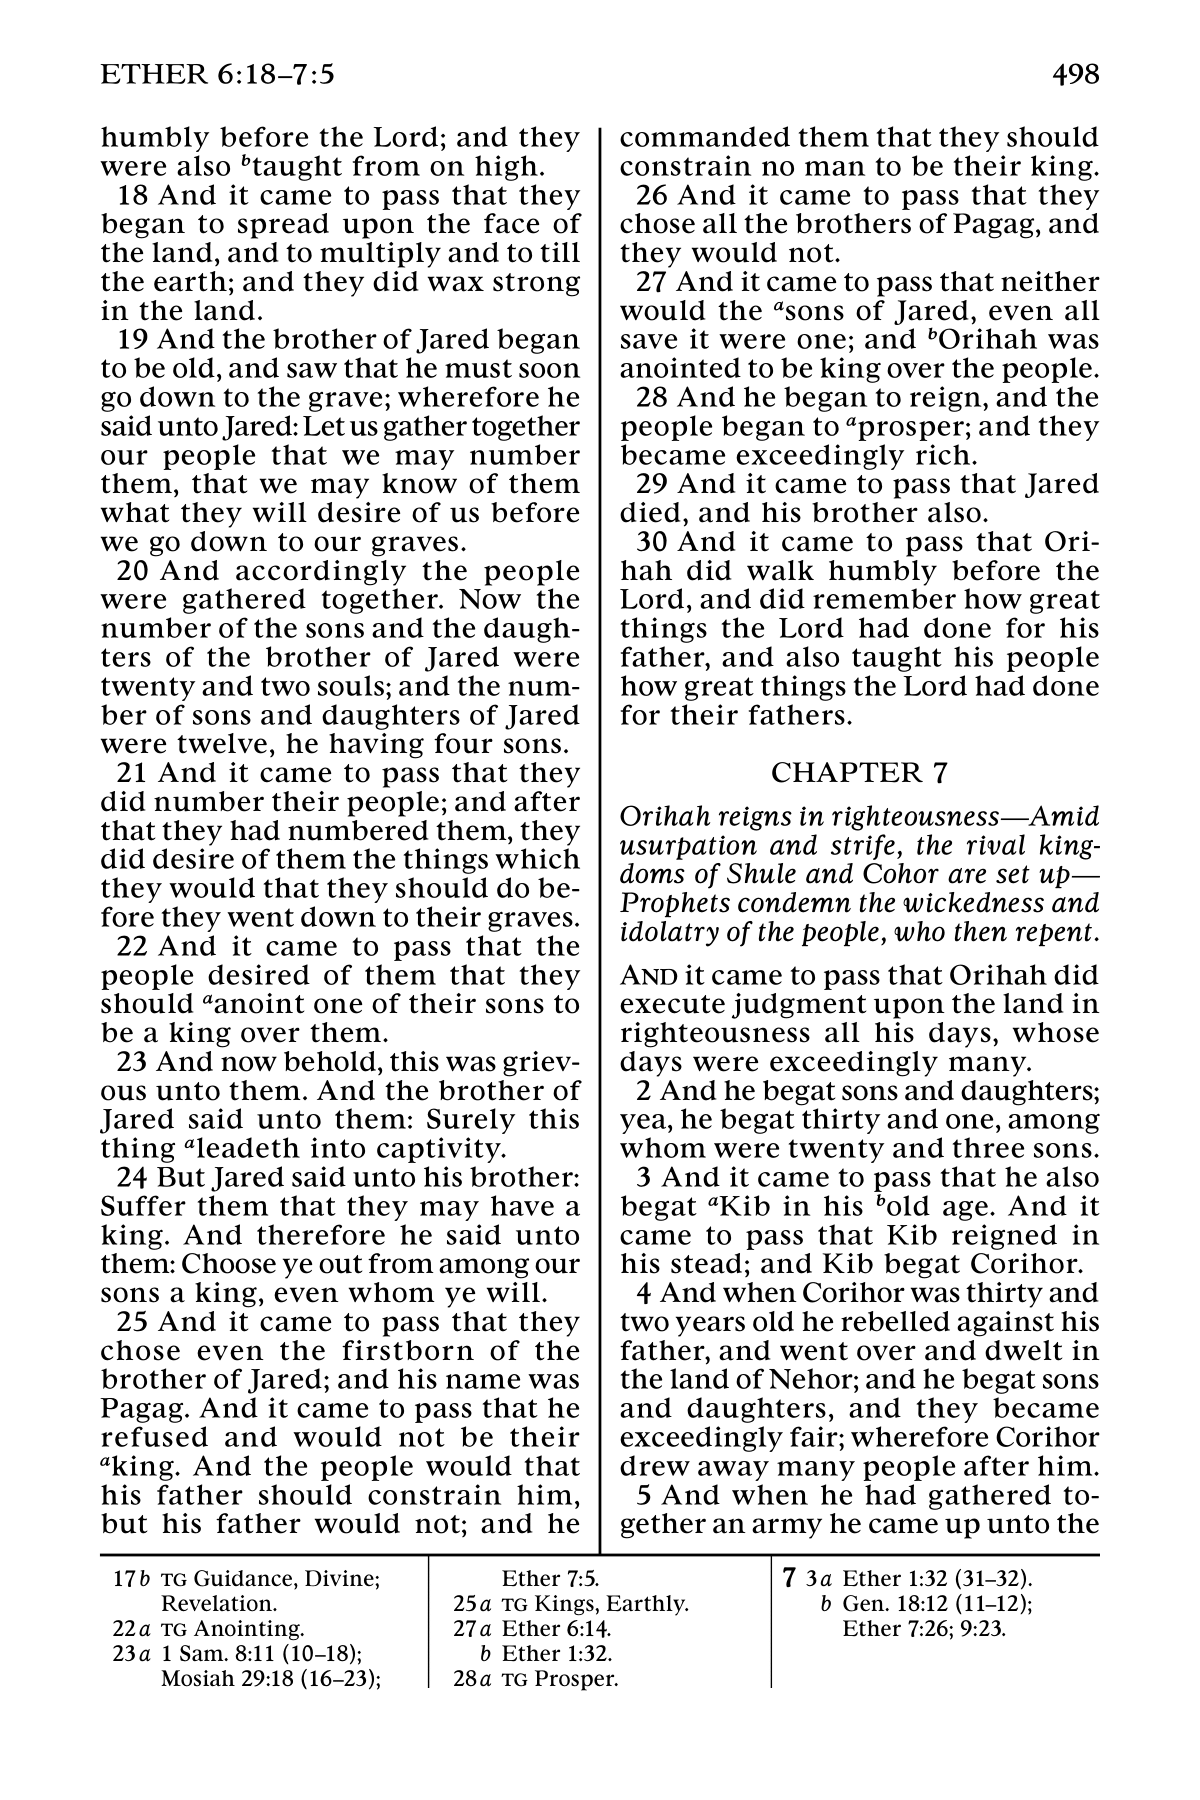 ETHER 6:18–7:5
498
humbly before the Lord; and they
were also btaught from on high.
18 And it came to pass that they
began to spread upon the face of
the land, and to multiply and to till
the earth; and they did wax strong
in the land.
19 And the brother of Jared began
to be old, and saw that he must soon
go down to the grave; wherefore he
said unto Jared: Let us gather together
our people that we may number
them, that we may know of them
what they will desire of us before
we go down to our graves.
20 And accordingly the people
were gathered together. Now the
number of the sons and the daugh-
ters of the brother of Jared were
twenty and two souls; and the num-
ber of sons and daughters of Jared
were twelve, he having four sons.
21 And it came to pass that they
did number their people; and after
that they had numbered them, they
did desire of them the things which
they would that they should do be-
fore they went down to their graves.
22 And it came to pass that the
people desired of them that they
should aanoint one of their sons to
be a king over them.
23 And now behold, this was griev-
ous unto them. And the brother of
Jared said unto them: Surely this
thing aleadeth into captivity.
24 But Jared said unto his brother:
Suffer them that they may have a
king. And therefore he said unto
them: Choose ye out from among our
sons a king, even whom ye will.
25 And it came to pass that they
chose even the firstborn of the
brother of Jared; and his name was
Pagag. And it came to pass that he
refused and would not be their
aking. And the people would that
his father should constrain him,
but his father would not; and he
commanded them that they should
constrain no man to be their king.
26 And it came to pass that they
chose all the brothers of Pagag, and
they would not.
27 And it came to pass that neither
would the asons of Jared, even all
save it were one; and bOrihah was
anointed to be king over the people.
28 And he began to reign, and the
people began to aprosper; and they
became exceedingly rich.
29 And it came to pass that Jared
died, and his brother also.
30 And it came to pass that Ori-
hah did walk humbly before the
Lord, and did remember how great
things the Lord had done for his
father, and also taught his people
how great things the Lord had done
for their fathers.
CHAPTER 7
Orihah reigns in righteousness—Amid
usurpation and strife, the rival king-
doms of Shule and Cohor are set up—
Prophets condemn the wickedness and
idolatry of the people, who then repent.
AND it came to pass that Orihah did
execute judgment upon the land in
righteousness all his days, whose
days were exceedingly many.
2 And he begat sons and daughters;
yea, he begat thirty and one, among
whom were twenty and three sons.
3 And it came to pass that he also
begat aKib in his bold age. And it
came to pass that Kib reigned in
his stead; and Kib begat Corihor.
4 And when Corihor was thirty and
two years old he rebelled against his
father, and went over and dwelt in
the land of Nehor; and he begat sons
and daughters, and they became
exceedingly fair; wherefore Corihor
drew away many people after him.
5 And when he had gathered to-
gether an army he came up unto the
17b TG Guidance, Divine;
Revelation.
22a TG Anointing.
23a 1 Sam. 8:11 (10–18);
Mosiah 29:18 (16–23);
Ether 7:5.
25a TG Kings, Earthly.
27a Ether 6:14.
b Ether 1:32.
28a TG Prosper.
7 3a Ether 1:32 (31–32).
b Gen. 18:12 (11–12);
Ether 7:26; 9:23.